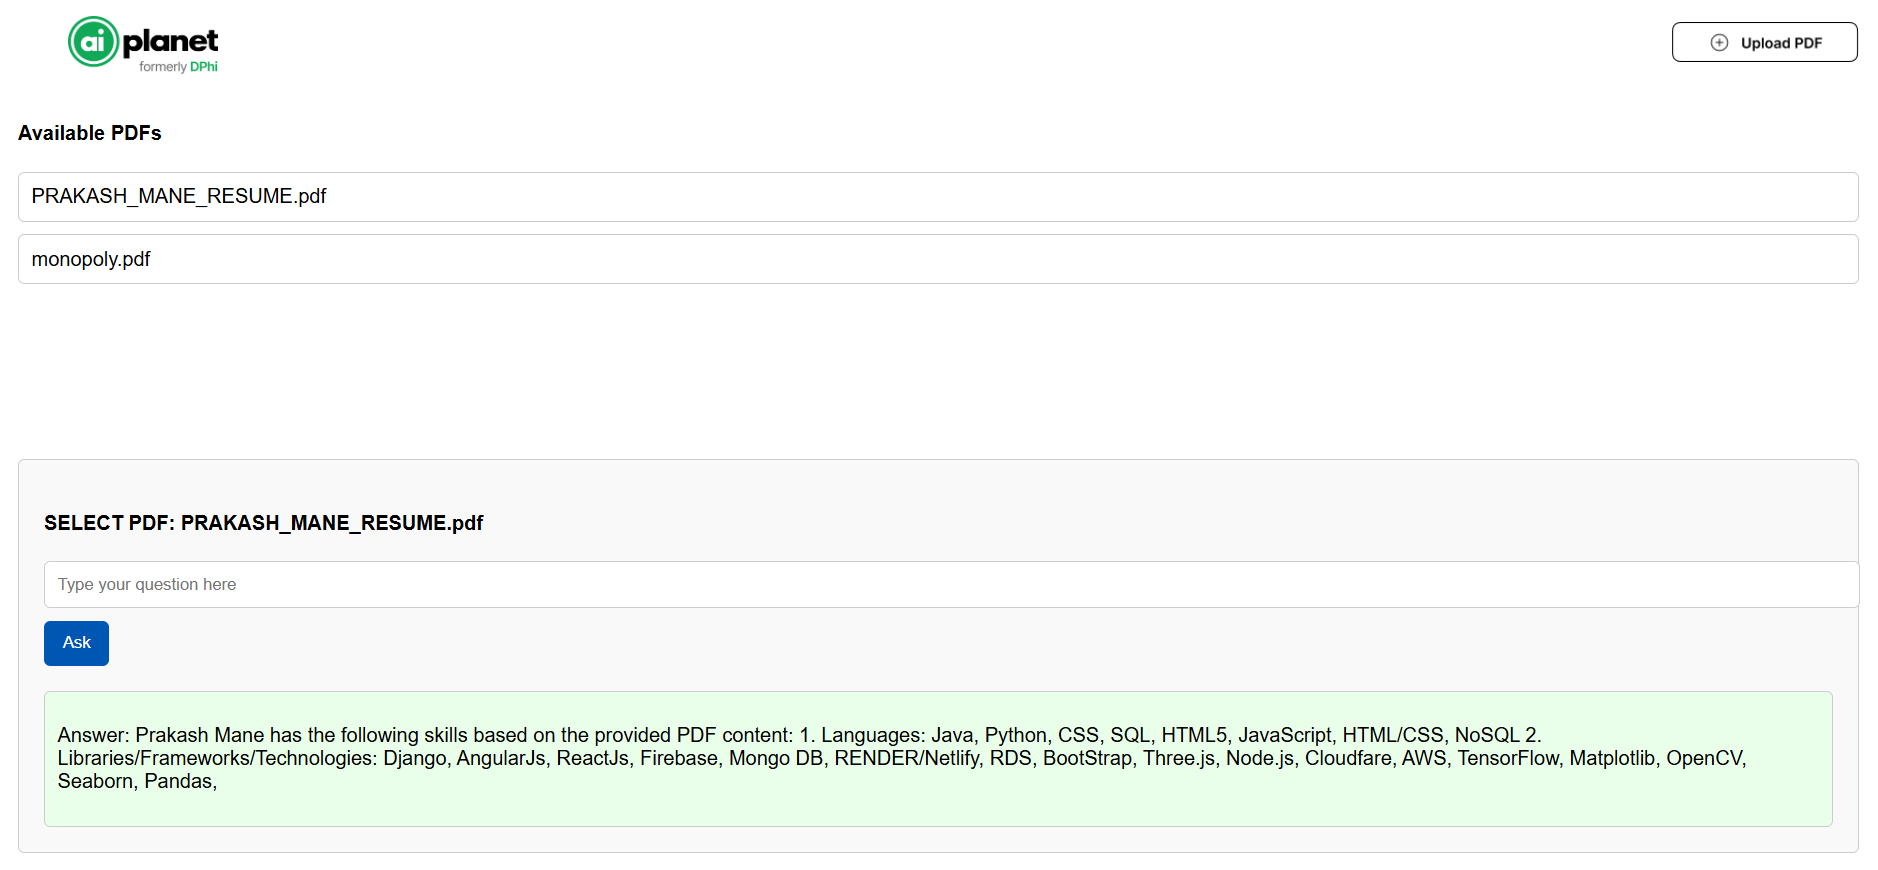 ai planet
formerly DPhi
Upload PDF
Available PDFs
PRAKASH_MANE_RESUME.pdf
monopoly.pdf
SELECT PDF: PRAKASH_MANE_RESUME.pdf
Type your question here
Ask
Answer: Prakash Mane has the following skills based on the provided PDF content: 1. Languages: Java, Python, CSS, SQL, HTML5, JavaScript, HTML/CSS, NoSQL 2.
Libraries/Frameworks/Technologies: Django, AngularJs, ReactJs, Firebase, Mongo DB, RENDER/Netlify, RDS, BootStrap, Three.js, Node.js, Cloudfare, AWS, TensorFlow, Matplotlib, OpenCV,
Seaborn, Pandas,